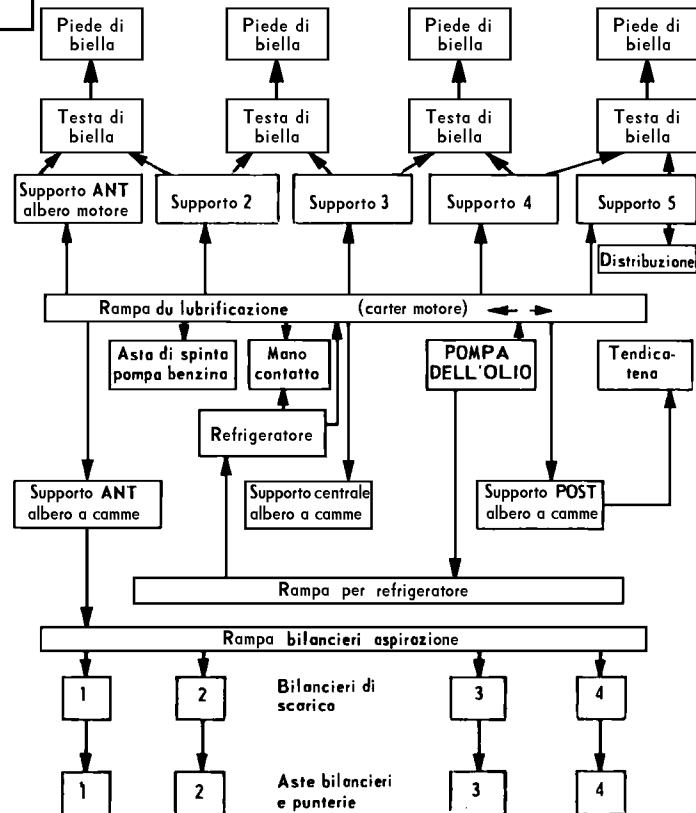 Piede di
biella
Piede di
biella
Piede di
biella
Piede di
biella
Testa di
biella
Testa di
biella
Testa di
biella
Testa di
biella
Supporto ANT
albero motore
Supporto 2
Supporto 3
Supporto 4
Supporto 5
Distribuzione
Rampa du lubrificazione (carter motore)
Asta di spinta
pompa benzina
Mano
contatto
POMPA
DELL'OLIO
Tendica-
tena
Refrigeratore
Supporto ANT
albero a camme
Supporto centrale
albero a camme
Supporto POST
albero a camme
Rampa per refrigeratore
Rampa bilancieri aspirazione
1
2
Bilancieri di
scarico
3
4
1
2
Aste bilancieri
e punterie
3
4